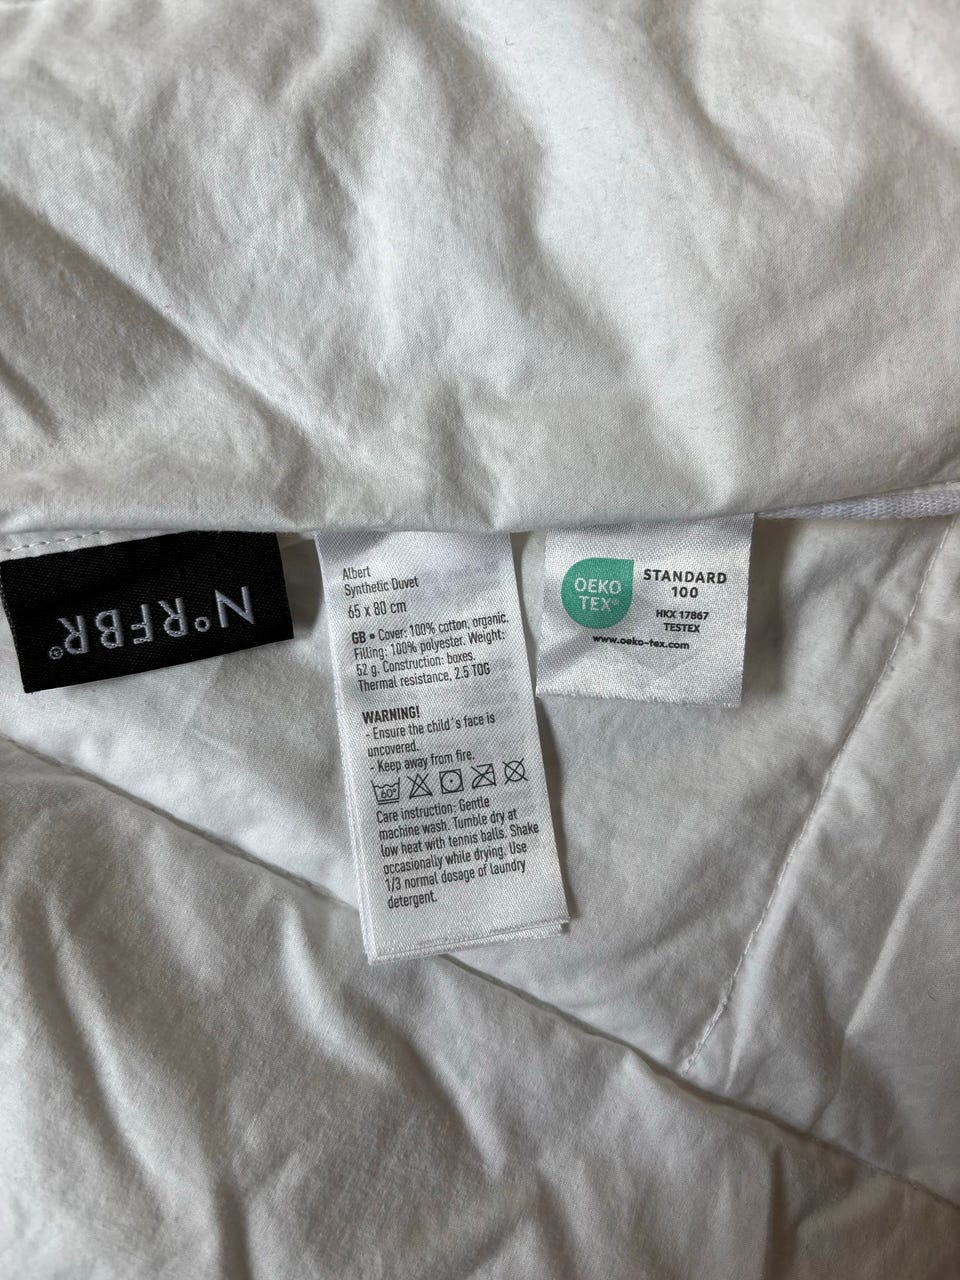 N°RFBR®
Albert
Synthetic Duvet
65 x 80 cm
GB • Cover: 100% cotton, organic.
Filling: 100% polyester. Weight:
52 g. Construction: boxes.
Thermal resistance, 2.5 TOG
WARNING!
- Ensure the child´s face is
uncovered.
- Keep away from fire.
60°
Care instruction: Gentle
machine wash. Tumble dry at
low heat with tennis balls. Shake
occasionally while drying. Use
1/3 normal dosage of laundry
detergent.
OEKO
TEX®
STANDARD
100
HKX 17867
TESTEX
www.oeko-tex.com